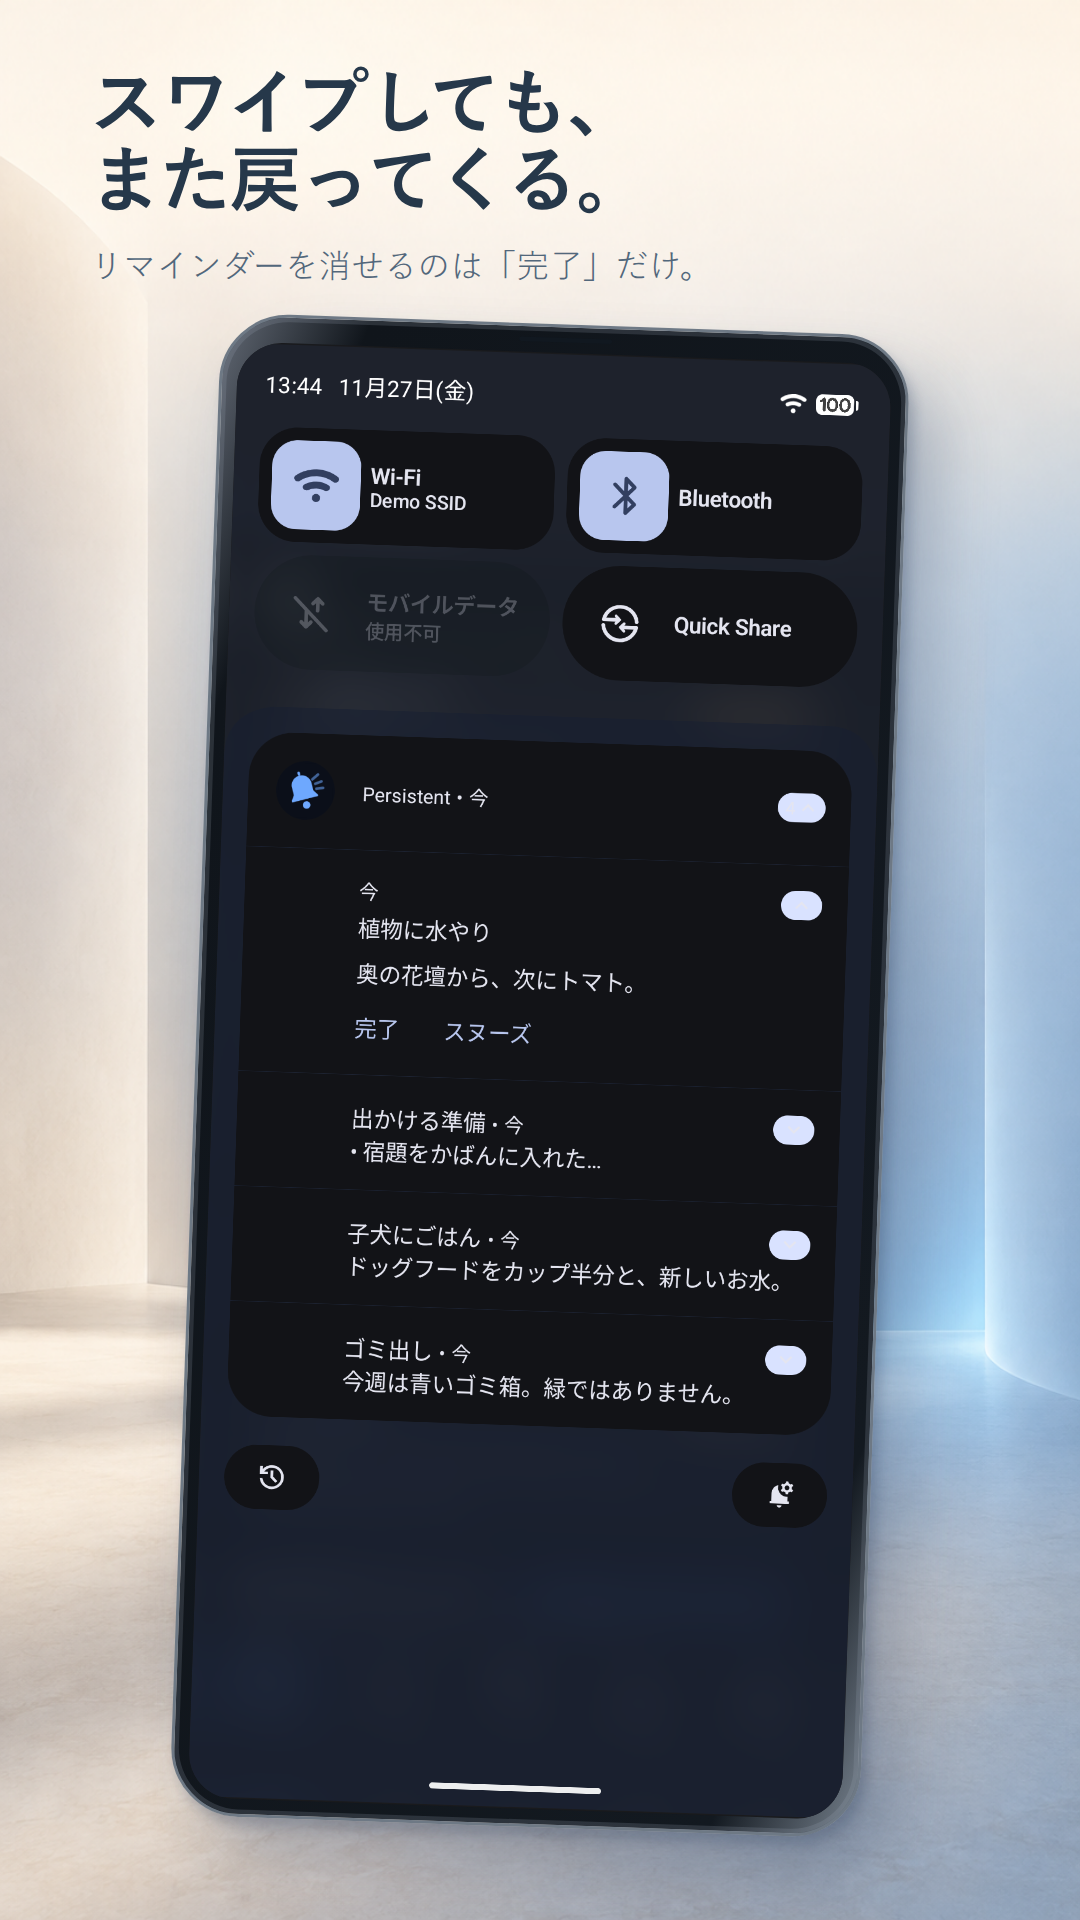 スワイプしても、
また戻ってくる。
リマインダーを消せるのは「完了」だけ。
13:44 11月27日(金)
100
Wi-Fi
Demo SSID
Bluetooth
モバイルデータ
使用不可
Quick Share
Persistent・今
今
植物に水やり
奥の花壇から、次にトマト。
完了 スヌーズ
出かける準備・今
・宿題をかばんに入れた…
子犬にごはん・今
ドッグフードをカップ半分と、新しいお水。
ゴミ出し・今
今週は青いゴミ箱。緑ではありません。